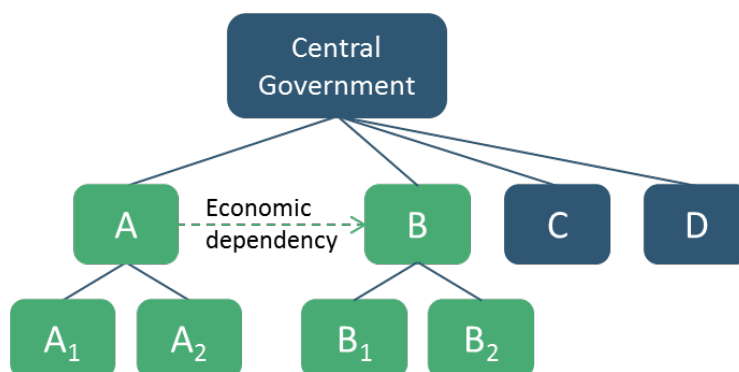 Central
Government
A
Economic
dependency
B
C
D
A₁
A₂
B₁
B₂